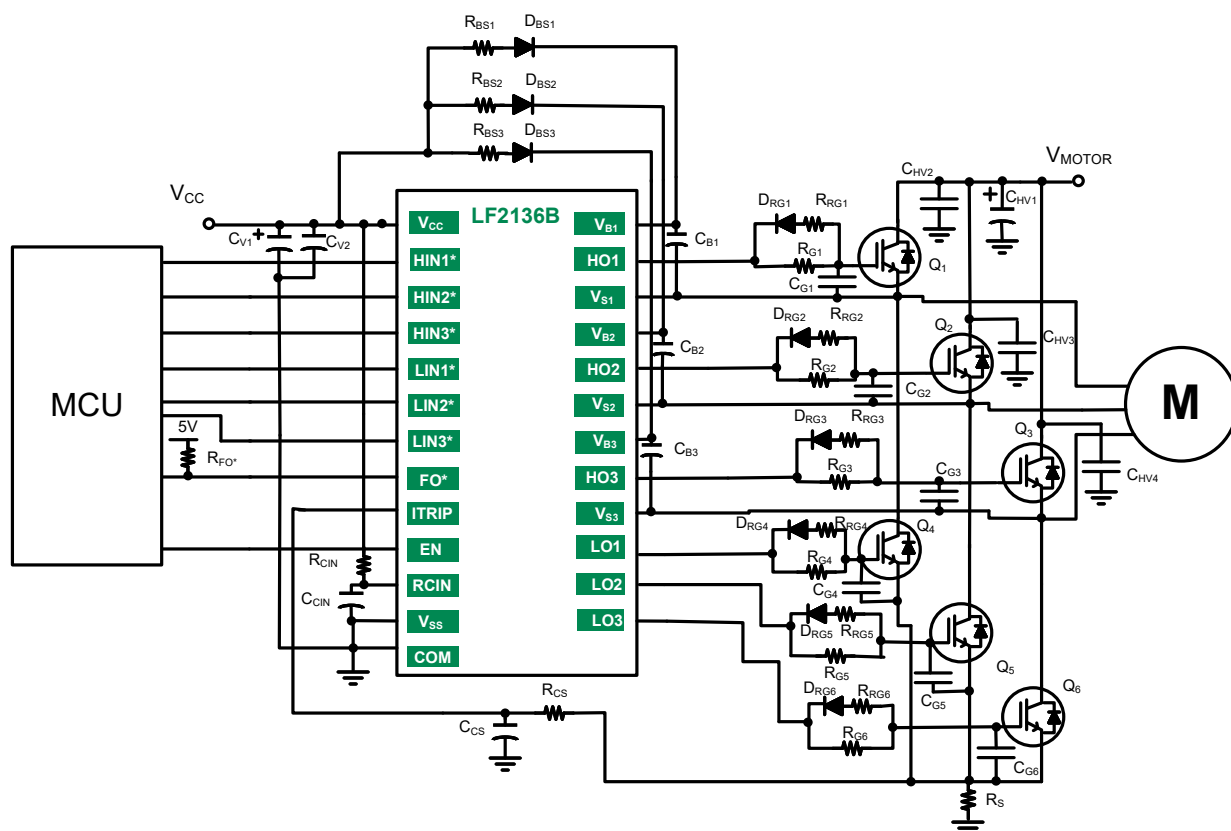 RBS1 DBS1
RBS2 DBS2
RBS3 DBS3
VCC
CV1 + CV2
MCU
5V
RFO*
RCIN
CCIN
LF2136B
VCC
HIN1*
HIN2*
HIN3*
LIN1*
LIN2*
LIN3*
FO*
ITRIP
EN
RCIN
VSS
COM
VB1
HO1
VS1
VB2
HO2
VS2
VB3
HO3
VS3
LO1
LO2
LO3
CB1
CB2
CB3
CHV2
VMOTOR
+ CHV1
DRG1 RRG1
RG1
CG1
Q1
DRG2 RRG2
RG2
CG2
Q2
CHV3
M
DRG3 RRG3
RG3
CG3
Q3
CHV4
DRG4 RRG4
RG4
CG4
Q4
DRG5 RRG5
RG5
CG5
Q5
DRG6 RRG6
RG6
CG6
Q6
RCS
CCS
RS